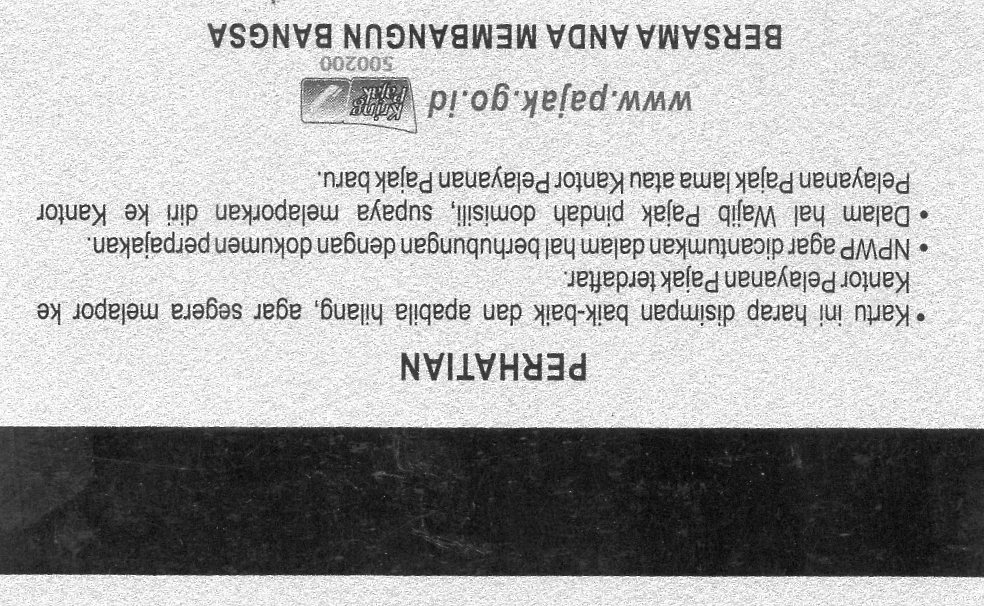 PERHATIAN
• Kartu ini harap disimpan baik-baik dan apabila hilang, agar segera melapor ke
Kantor Pelayanan Pajak terdaftar.
• NPWP agar dicantumkan dalam hal berhubungan dengan dokumen perpajakan.
• Dalam hal Wajib Pajak pindah domisili, supaya melaporkan diri ke Kantor
Pelayanan Pajak lama atau Kantor Pelayanan Pajak baru.
www.pajak.go.id
Kring
Pajak
500200
BERSAMA ANDA MEMBANGUN BANGSA